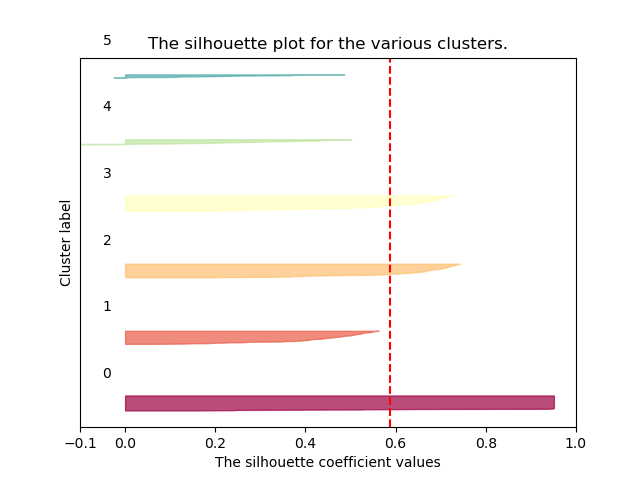 The silhouette plot for the various clusters.
5
4
3
2
1
0
Cluster label
−0.1 0.0 0.2 0.4 0.6 0.8 1.0
The silhouette coefficient values